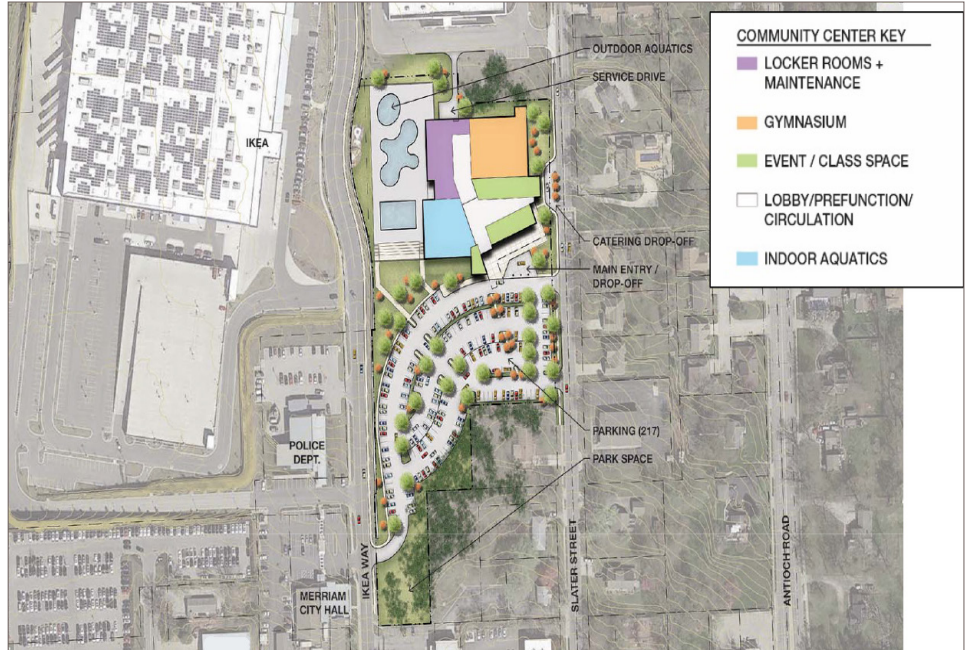 COMMUNITY CENTER KEY
LOCKER ROOMS +
MAINTENANCE
GYMNASIUM
EVENT / CLASS SPACE
LOBBY/PREFUNCTION/
CIRCULATION
INDOOR AQUATICS
OUTDOOR AQUATICS
SERVICE DRIVE
IKEA
CATERING DROP-OFF
MAIN ENTRY /
DROP-OFF
PARKING (217)
POLICE
DEPT.
PARK SPACE
IKEA WAY
SLATER STREET
ANTIOCH ROAD
MERRIAM
CITY HALL